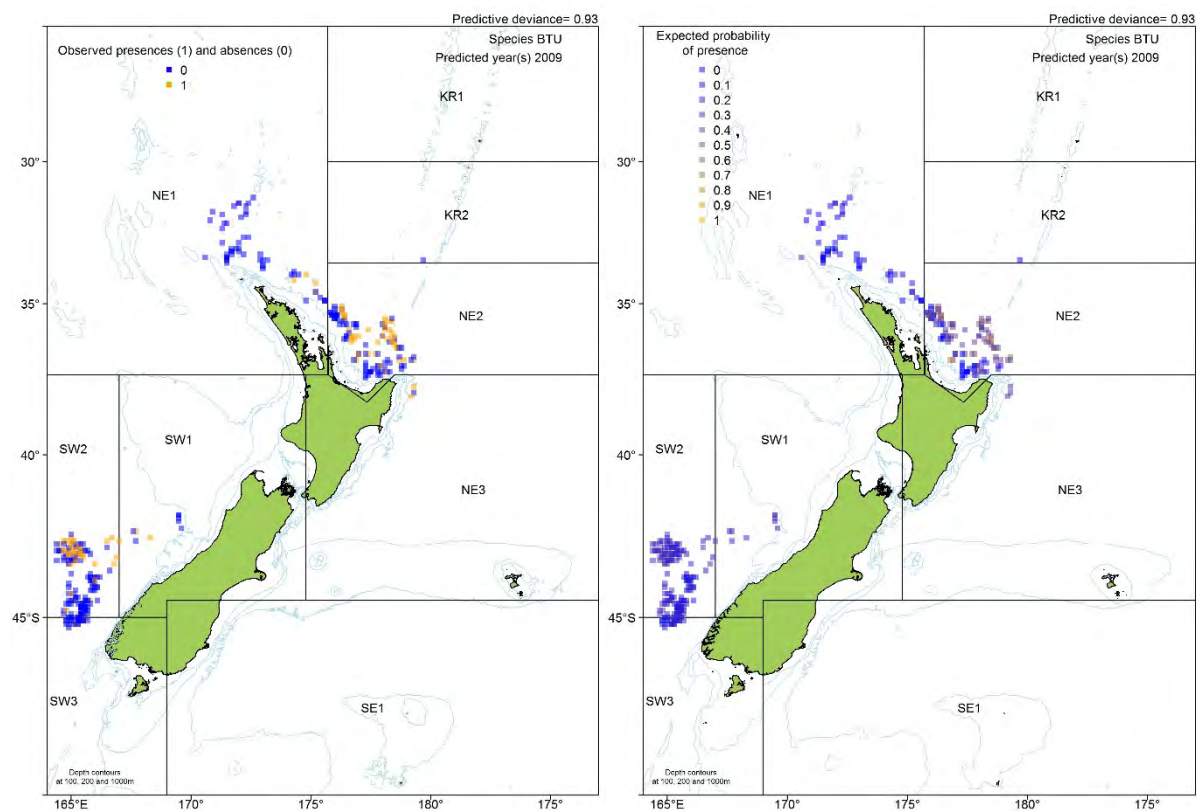 Predictive deviance= 0.93
Species BTU
Predicted year(s) 2009
Observed presences (1) and absences (0)
0
1
KR1
KR2
NE1
NE2
SW2
SW1
NE3
SW3
SE1
Depth contours
at 100, 200 and 1000m
30°
35°
40°
45°S
165°E
170°
175°
180°
175°
Predictive deviance= 0.93
Species BTU
Predicted year(s) 2009
Expected probability
of presence
0
0.1
0.2
0.3
0.4
0.5
0.6
0.7
0.8
0.9
1
KR1
KR2
NE1
NE2
SW2
SW1
NE3
SW3
SE1
Depth contours
at 100, 200 and 1000m
30°
35°
40°
45°S
165°E
170°
175°
180°
175°